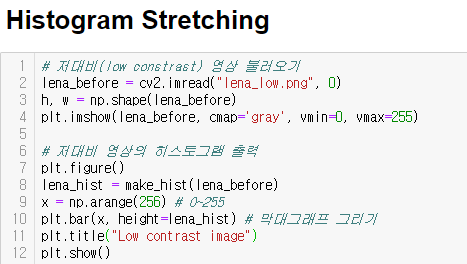 Histogram Stretching
1 # 저대비(low constrast) 영상 불러오기
2 lena_before = cv2.imread("lena_low.png", 0)
3 h, w = np.shape(lena_before)
4 plt.imshow(lena_before, cmap='gray', vmin=0, vmax=255)
5
6 # 저대비 영상의 히스토그램 출력
7 plt.figure()
8 lena_hist = make_hist(lena_before)
9 x = np.arange(256) # 0~255
10 plt.bar(x, height=lena_hist) # 막대그래프 그리기
11 plt.title("Low contrast image")
12 plt.show()